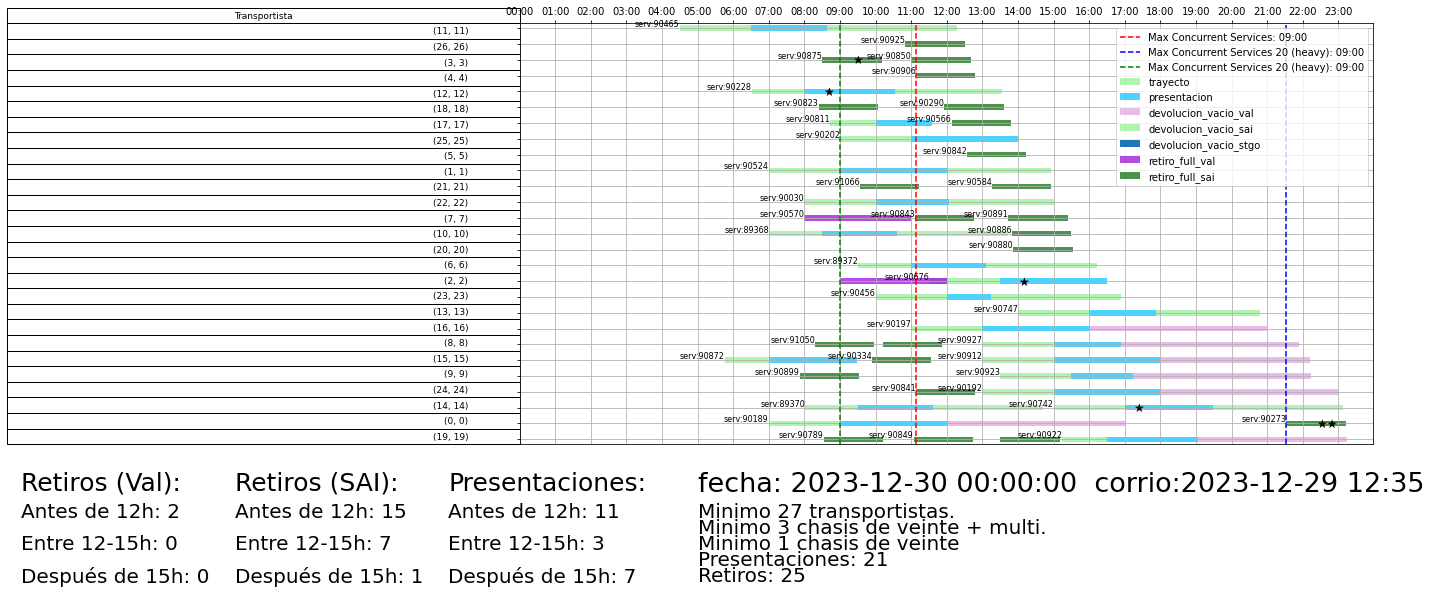 Transportista
00:00 01:00 02:00 03:00 04:00 05:00 06:00 07:00 08:00 09:00 10:00 11:00 12:00 13:00 14:00 15:00 16:00 17:00 18:00 19:00 20:00 21:00 22:00 23:00
(11, 11) serv:90465
(26, 26) serv:90925
(3, 3) serv:90875 serv:90850
(4, 4) serv:90906
(12, 12) serv:90228
(18, 18) serv:90823 serv:90290
(17, 17) serv:90811 serv:90566
(25, 25) serv:90202
(5, 5) serv:90842
(1, 1) serv:90524
(21, 21) serv:91066 serv:90584
(22, 22) serv:90030
(7, 7) serv:90570 serv:90843 serv:90891
(10, 10) serv:89368 serv:90886
(20, 20) serv:90880
(6, 6) serv:89372
(2, 2) serv:90676
(23, 23) serv:90456
(13, 13) serv:90747
(16, 16) serv:90197
(8, 8) serv:91050 serv:90927
(15, 15) serv:90872 serv:90334 serv:90912
(9, 9) serv:90899 serv:90923
(24, 24) serv:90841 serv:90192
(14, 14) serv:89370 serv:90742
(0, 0) serv:90189 serv:90273
(19, 19) serv:90789 serv:90849 serv:90922
Max Concurrent Services: 09:00
Max Concurrent Services 20 (heavy): 09:00
Max Concurrent Services 20 (heavy): 09:00
trayecto
presentacion
devolucion_vacio_val
devolucion_vacio_sai
devolucion_vacio_stgo
retiro_full_val
retiro_full_sai
Retiros (Val):
Antes de 12h: 2
Entre 12-15h: 0
Después de 15h: 0
Retiros (SAI):
Antes de 12h: 15
Entre 12-15h: 7
Después de 15h: 1
Presentaciones:
Antes de 12h: 11
Entre 12-15h: 3
Después de 15h: 7
fecha: 2023-12-30 00:00:00 corrio:2023-12-29 12:35
Minimo 27 transportistas.
Minimo 3 chasis de veinte + multi.
Minimo 1 chasis de veinte
Presentaciones: 21
Retiros: 25